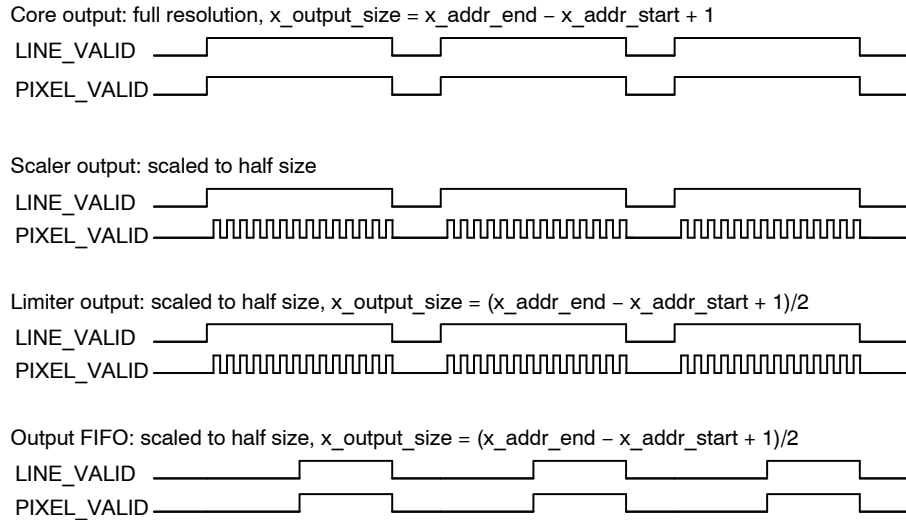 Core output: full resolution, x_output_size = x_addr_end − x_addr_start + 1
LINE_VALID
PIXEL_VALID
Scaler output: scaled to half size
LINE_VALID
PIXEL_VALID
Limiter output: scaled to half size, x_output_size = (x_addr_end − x_addr_start + 1)/2
LINE_VALID
PIXEL_VALID
Output FIFO: scaled to half size, x_output_size = (x_addr_end − x_addr_start + 1)/2
LINE_VALID
PIXEL_VALID